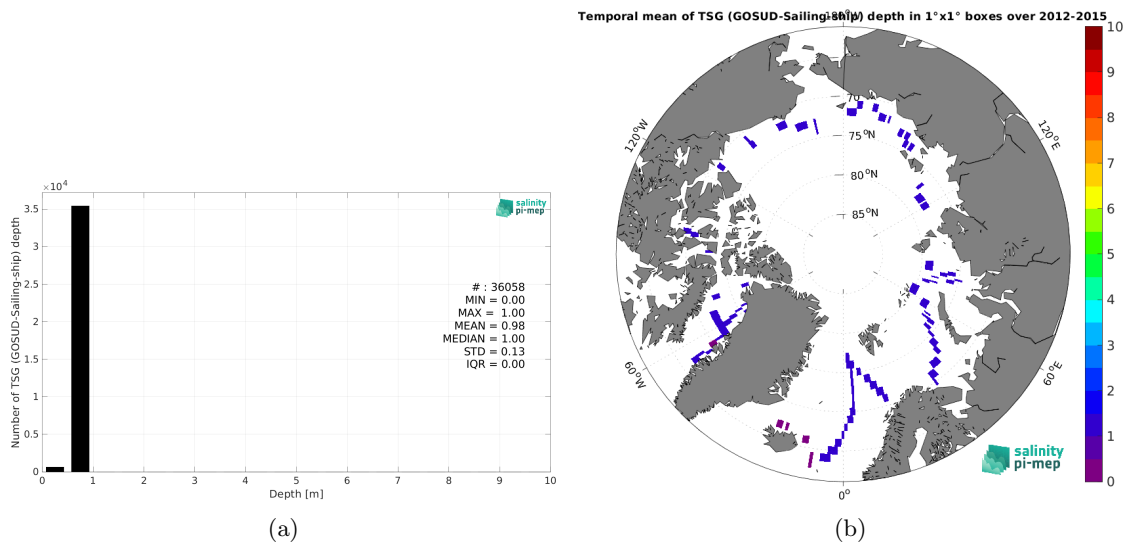 Temporal mean of TSG (GOSUD-Sailing-ship) depth in 1°x1° boxes over 2012-2015
×10⁴
Number of TSG (GOSUD-Sailing-ship) depth
3.5
3
2.5
2
1.5
1
0.5
0
0 1 2 3 4 5 6 7 8 9 10
Depth [m]
salinity
pi-mep
# : 36058
MIN = 0.00
MAX = 1.00
MEAN = 0.98
MEDIAN = 1.00
STD = 0.13
IQR = 0.00
(a)
120°W
120°E
75°N
80°N
85°N
60°W
60°E
0°
salinity
pi-mep
10
9
8
7
6
5
4
3
2
1
0
(b)